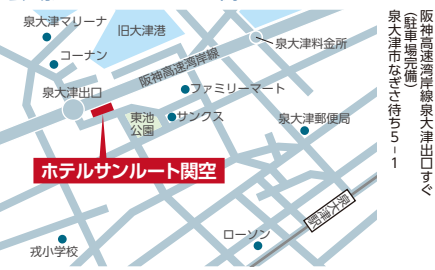 阪神高速湾岸線泉大津出口すぐ
（駐車場完備）
泉大津市なぎさ待ち5-1
泉大津マリーナ
旧大津港
コーナン
泉大津料金所
阪神高速湾岸線
泉大津出口
ファミリーマート
東池
公園
サンクス
泉大津郵便局
ホテルサンルート関空
泉大津駅
ローソン
戎小学校